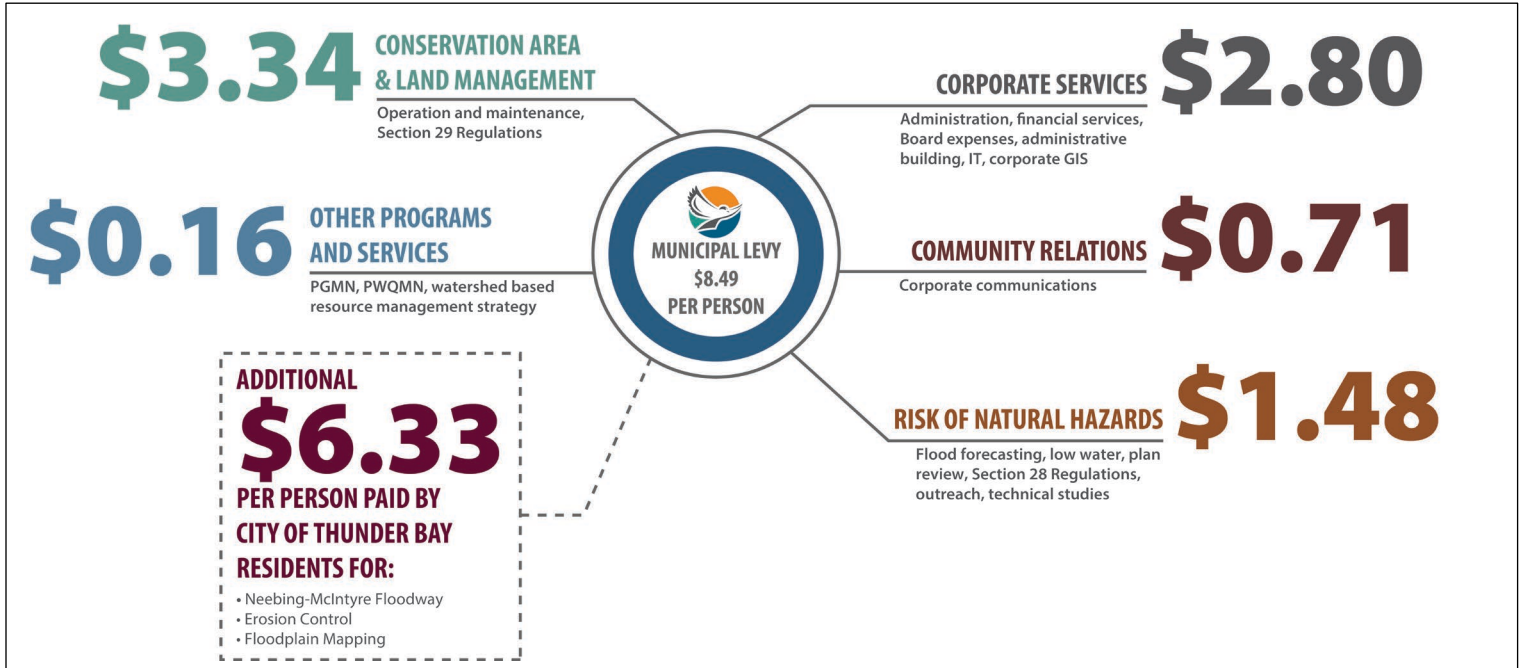 $3.34
CONSERVATION AREA
& LAND MANAGEMENT
Operation and maintenance,
Section 29 Regulations
$0.16
OTHER PROGRAMS
AND SERVICES
PGMN, PWQMN, watershed based
resource management strategy
ADDITIONAL
$6.33
PER PERSON PAID BY
CITY OF THUNDER BAY
RESIDENTS FOR:
• Neebing-McIntyre Floodway
• Erosion Control
• Floodplain Mapping
MUNICIPAL LEVY
$8.49
PER PERSON
CORPORATE SERVICES
$2.80
Administration, financial services,
Board expenses, administrative
building, IT, corporate GIS
COMMUNITY RELATIONS
$0.71
Corporate communications
RISK OF NATURAL HAZARDS
$1.48
Flood forecasting, low water, plan
review, Section 28 Regulations,
outreach, technical studies